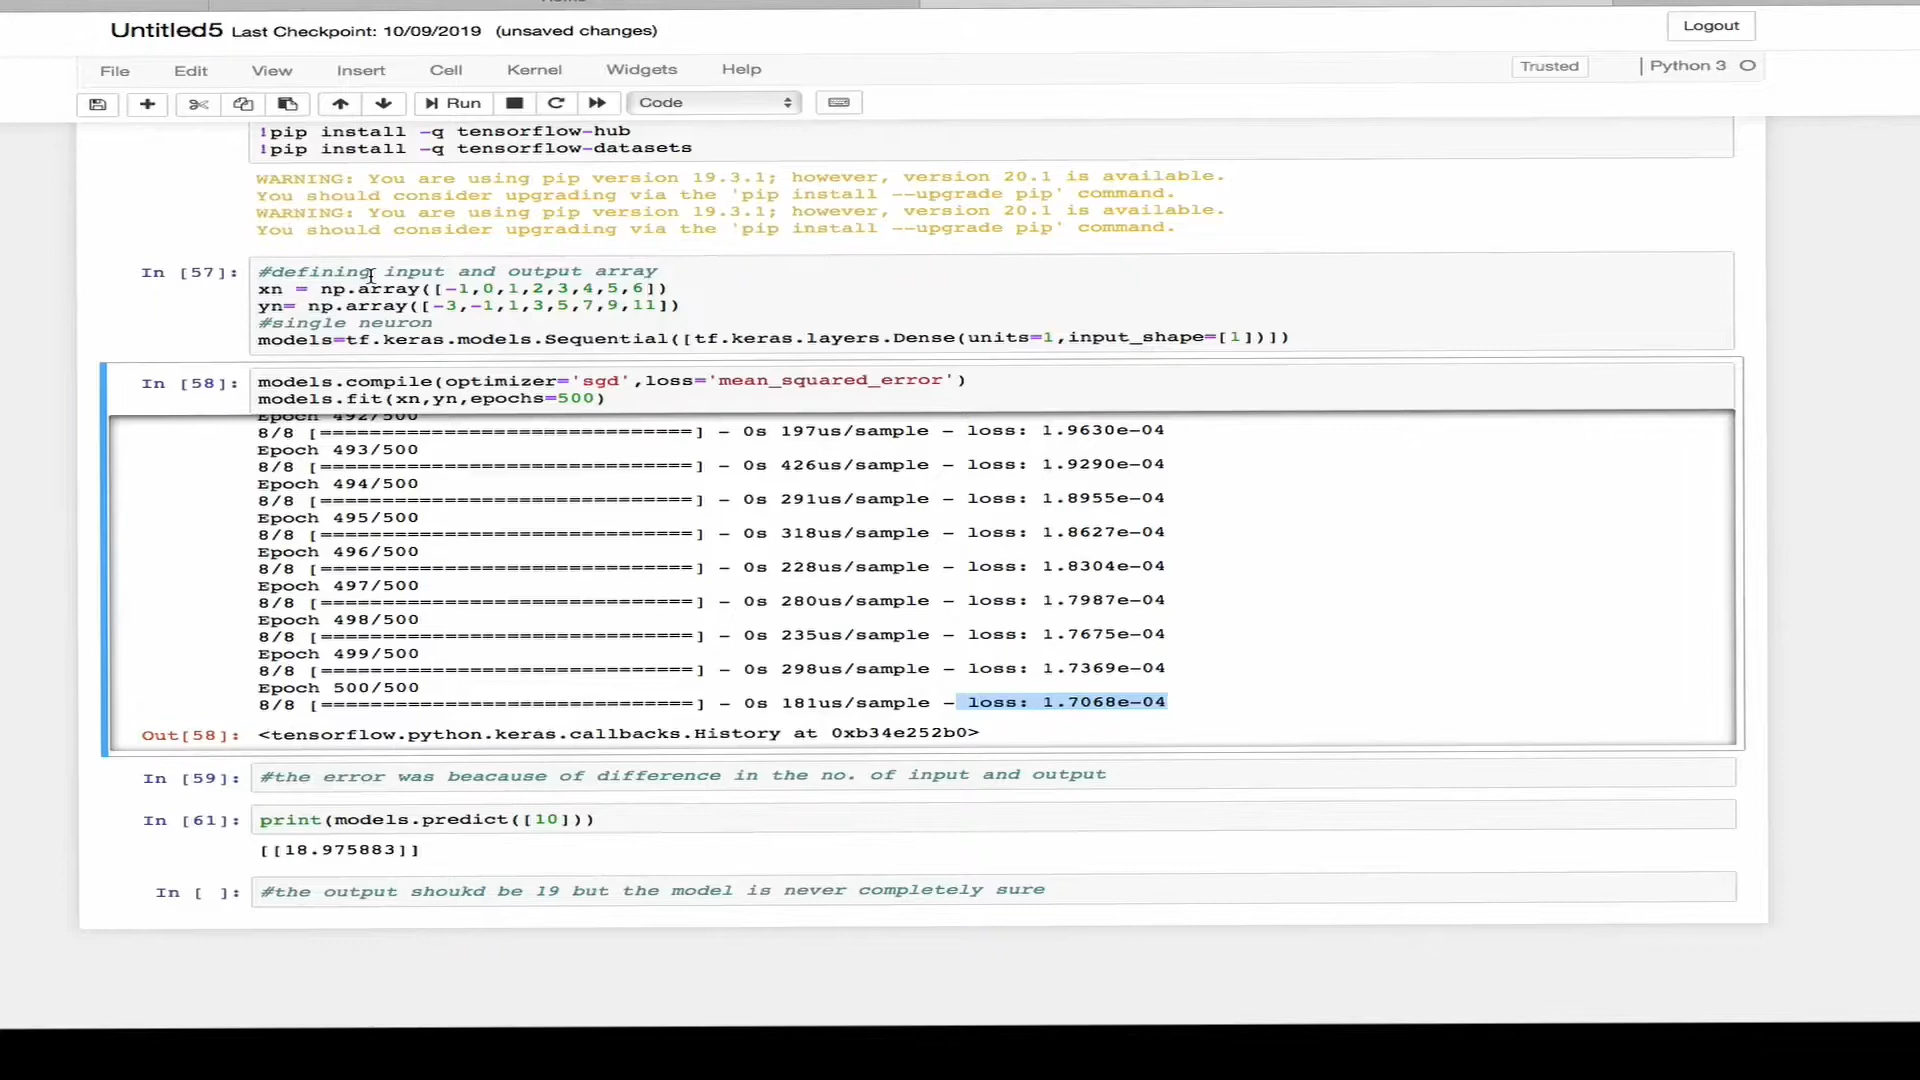 Untitled5 Last Checkpoint: 10/09/2019 (unsaved changes)
Logout
File Edit View Insert Cell Kernel Widgets Help
Trusted
Python 3
Run
Code
!pip install -q tensorflow-hub
!pip install -q tensorflow-datasets
WARNING: You are using pip version 19.3.1; however, version 20.1 is available.
You should consider upgrading via the 'pip install --upgrade pip' command.
WARNING: You are using pip version 19.3.1; however, version 20.1 is available.
You should consider upgrading via the 'pip install --upgrade pip' command.
In [57]: #defining input and output array
xn = np.array([-1,0,1,2,3,4,5,6])
yn= np.array([-3,-1,1,3,5,7,9,11])
#single neuron
models=tf.keras.models.Sequential([tf.keras.layers.Dense(units=1,input_shape=[1])])
In [58]: models.compile(optimizer='sgd',loss='mean_squared_error')
models.fit(xn,yn,epochs=500)
Epoch 492/500
8/8 [==============================] - 0s 197us/sample - loss: 1.9630e-04
Epoch 493/500
8/8 [==============================] - 0s 426us/sample - loss: 1.9290e-04
Epoch 494/500
8/8 [==============================] - 0s 291us/sample - loss: 1.8955e-04
Epoch 495/500
8/8 [==============================] - 0s 318us/sample - loss: 1.8627e-04
Epoch 496/500
8/8 [==============================] - 0s 228us/sample - loss: 1.8304e-04
Epoch 497/500
8/8 [==============================] - 0s 280us/sample - loss: 1.7987e-04
Epoch 498/500
8/8 [==============================] - 0s 235us/sample - loss: 1.7675e-04
Epoch 499/500
8/8 [==============================] - 0s 298us/sample - loss: 1.7369e-04
Epoch 500/500
8/8 [==============================] - 0s 181us/sample - loss: 1.7068e-04
Out[58]: <tensorflow.python.keras.callbacks.History at 0xb34e252b0>
In [59]: #the error was beacause of difference in the no. of input and output
In [61]: print(models.predict([10]))
[[18.975883]]
In [ ]: #the output shoukd be 19 but the model is never completely sure